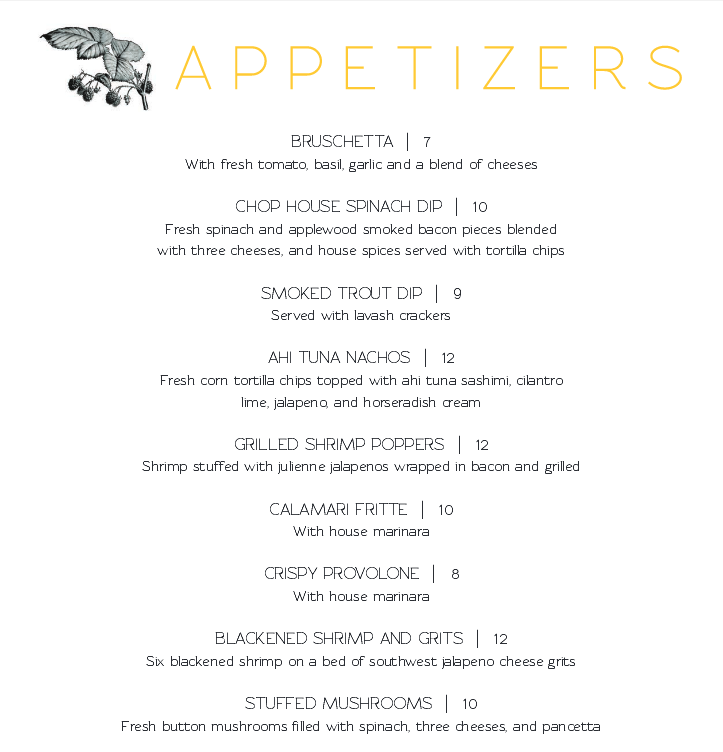 APPETIZERS
BRUSCHETTA | 7
With fresh tomato, basil, garlic and a blend of cheeses
CHOP HOUSE SPINACH DIP | 10
Fresh spinach and applewood smoked bacon pieces blended
with three cheeses, and house spices served with tortilla chips
SMOKED TROUT DIP | 9
Served with lavash crackers
AHI TUNA NACHOS | 12
Fresh corn tortilla chips topped with ahi tuna sashimi, cilantro
lime, jalapeno, and horseradish cream
GRILLED SHRIMP POPPERS | 12
Shrimp stuffed with julienne jalapenos wrapped in bacon and grilled
CALAMARI FRITTE | 10
With house marinara
CRISPY PROVOLONE | 8
With house marinara
BLACKENED SHRIMP AND GRITS | 12
Six blackened shrimp on a bed of southwest jalapeno cheese grits
STUFFED MUSHROOMS | 10
Fresh button mushrooms filled with spinach, three cheeses, and pancetta